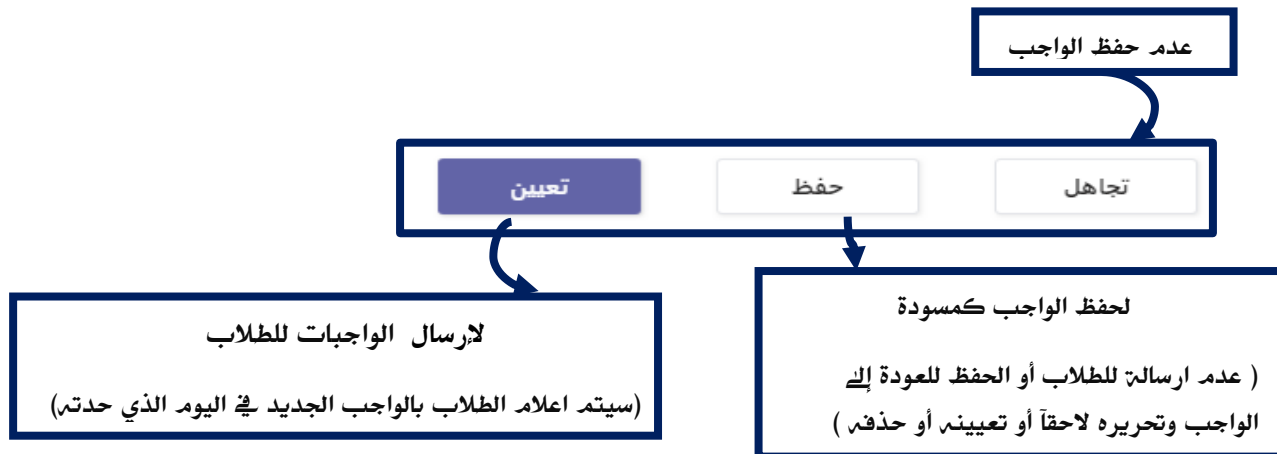 عدم حفظ الواجب
تجاهل
حفظ
تعيين
لحفظ الواجب كمسودة
( عدم ارسالة للطلاب أو الحفظ للعودة إلى
الواجب وتحريره لاحقآ أو تعيينه أو حذفه )
لإرسال الواجبات للطلاب
(سيتم اعلام الطلاب بالواجب الجديد في اليوم الذي حدته)